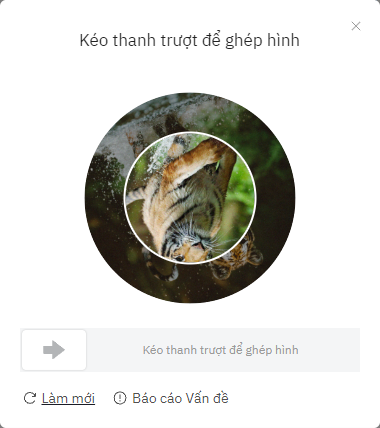 Kéo thanh trượt để ghép hình
Kéo thanh trượt để ghép hình
Làm mới
Báo cáo Vấn đề